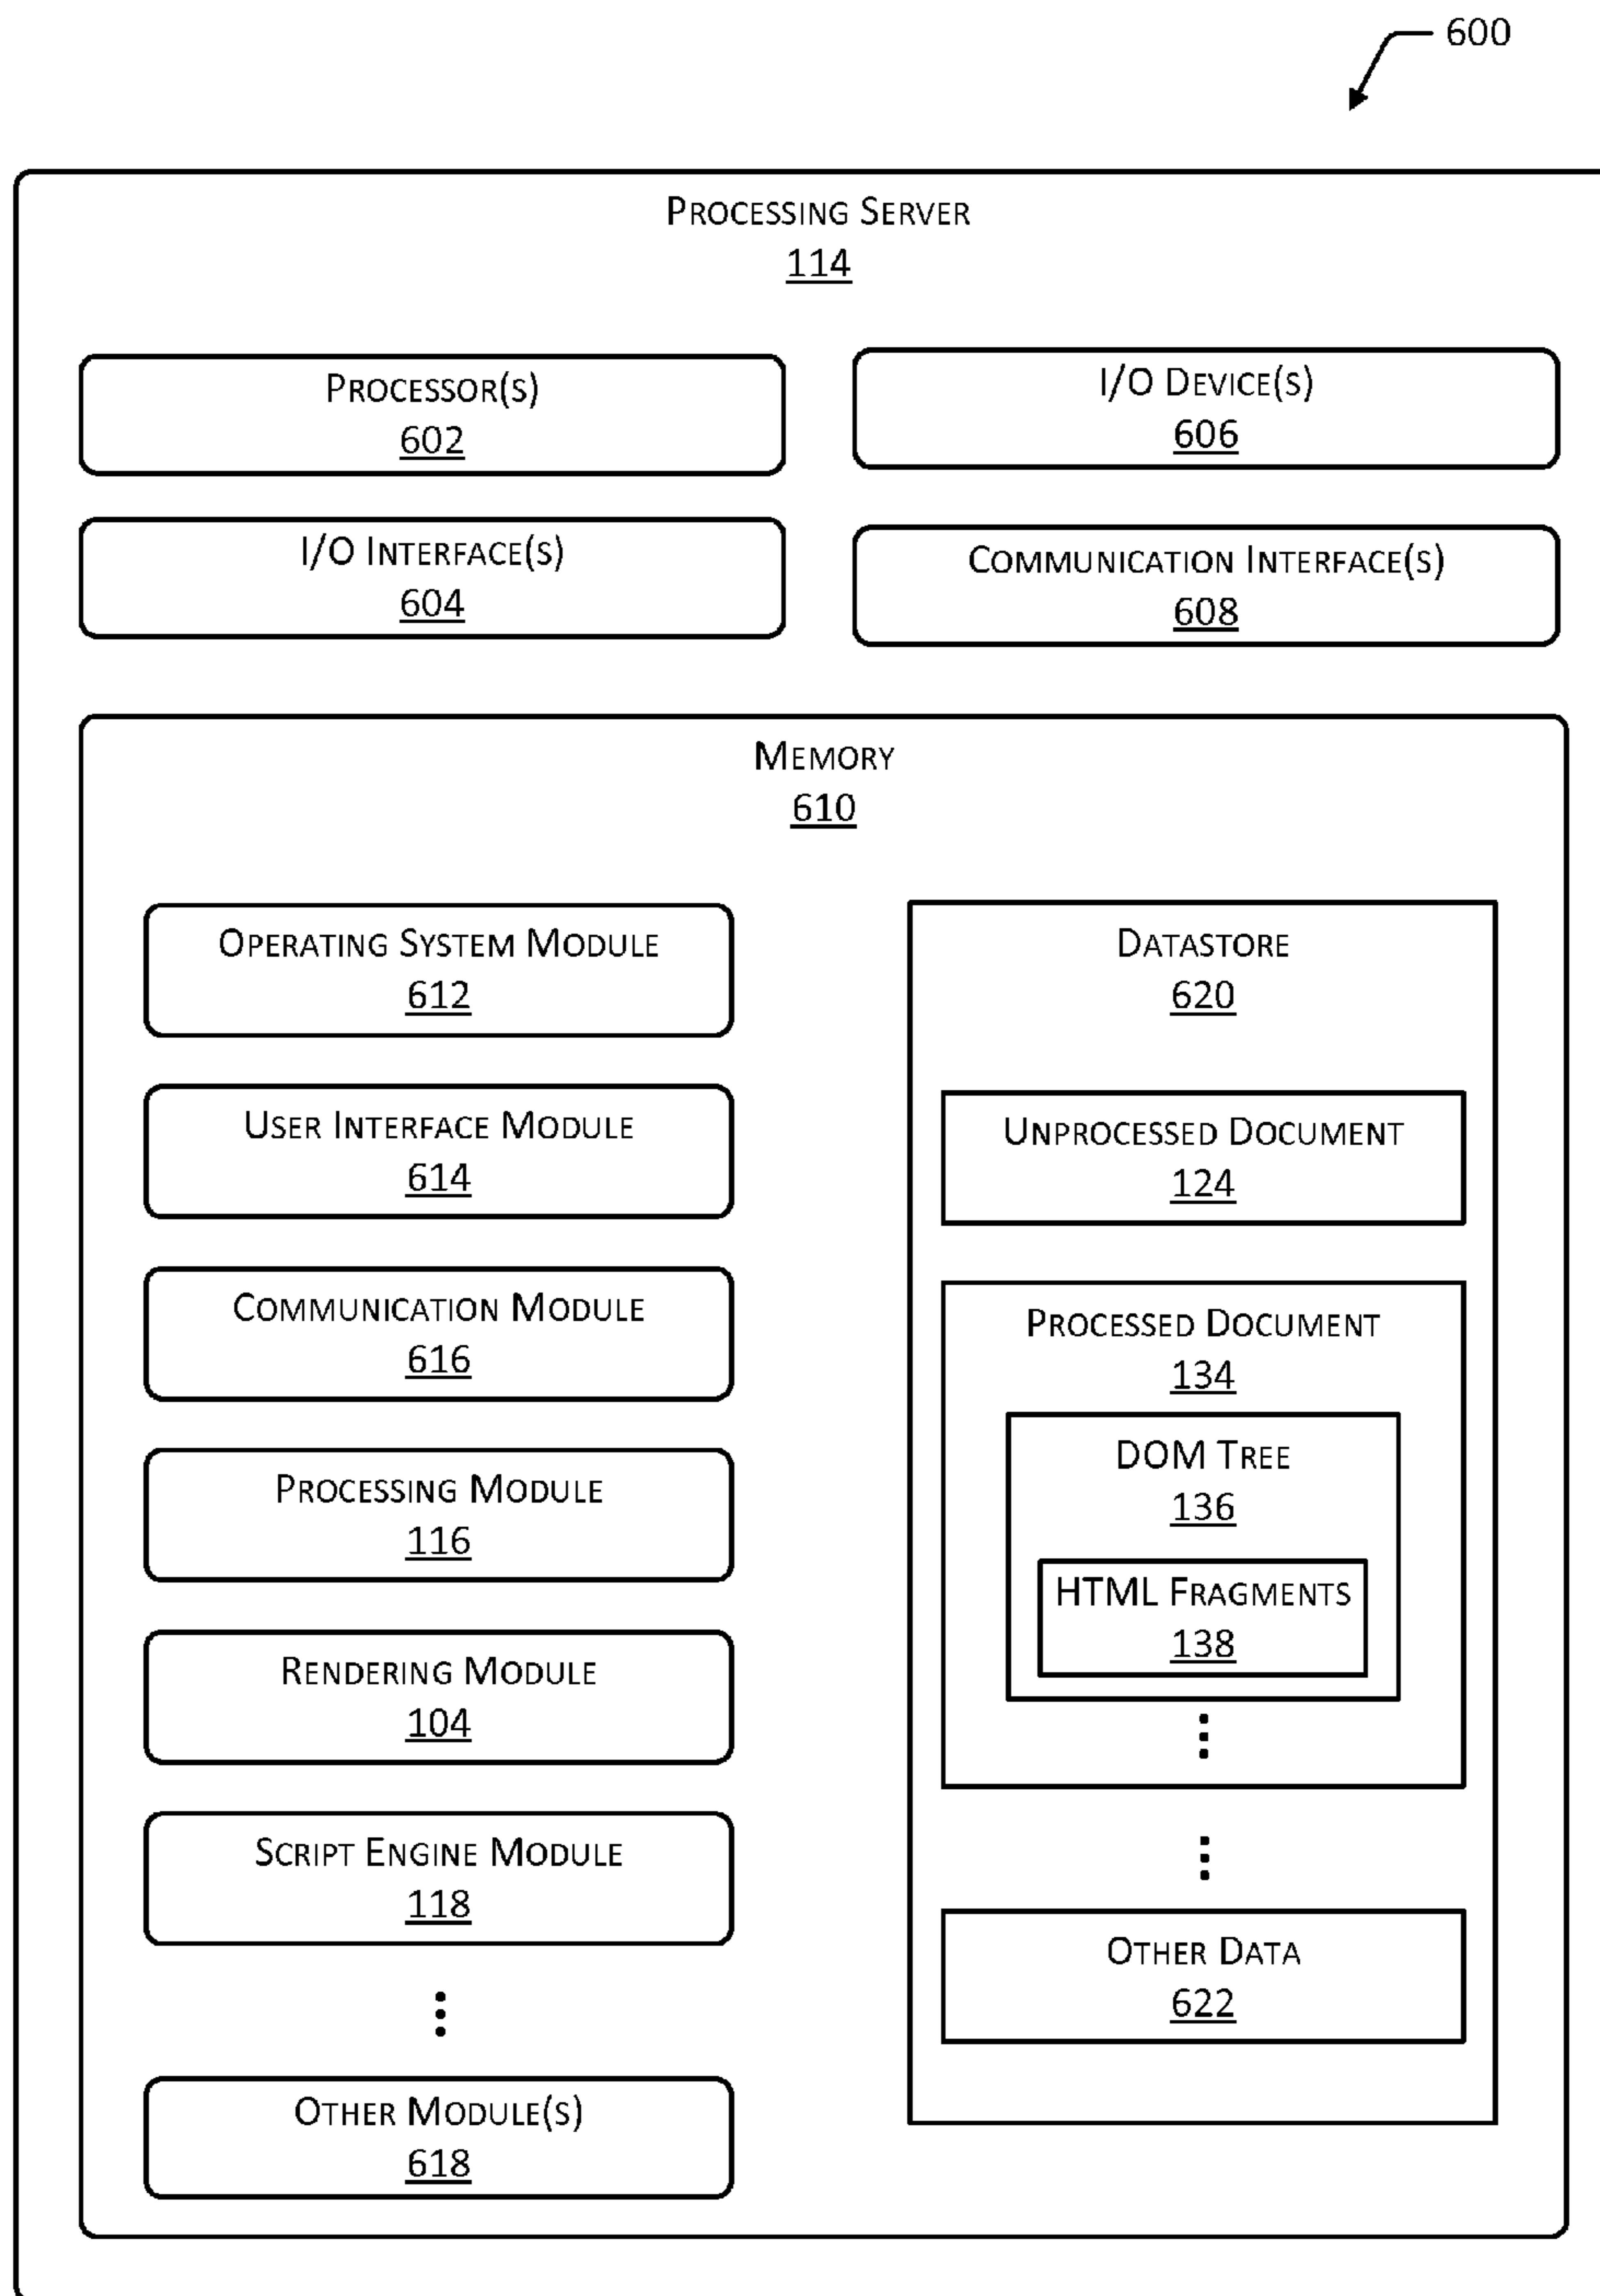 600
PROCESSING SERVER
114
PROCESSOR(S)
602
I/O DEVICE(S)
606
I/O INTERFACE(S)
604
COMMUNICATION INTERFACE(S)
608
MEMORY
610
OPERATING SYSTEM MODULE
612
USER INTERFACE MODULE
614
COMMUNICATION MODULE
616
PROCESSING MODULE
116
RENDERING MODULE
104
SCRIPT ENGINE MODULE
118
OTHER MODULE(S)
618
DATASTORE
620
UNPROCESSED DOCUMENT
124
PROCESSED DOCUMENT
134
DOM TREE
136
HTML FRAGMENTS
138
OTHER DATA
622